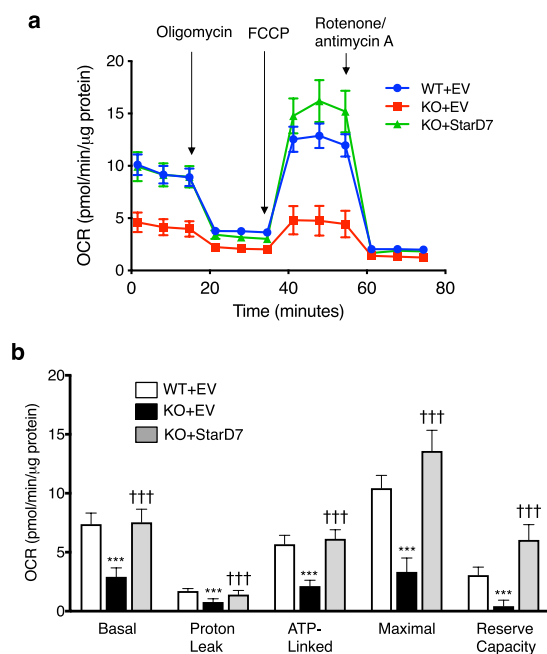 a
Oligomycin
FCCP
Rotenone/
antimycin A
20
15
10
5
0
OCR (pmol/min/µg protein)
WT+EV
KO+EV
KO+StarD7
0
20
40
60
80
Time (minutes)
b
20
15
10
5
0
OCR (pmol/min/µg protein)
WT+EV
KO+EV
KO+StarD7
***
†††
***
†††
***
†††
***
†††
***
†††
Basal
Proton
Leak
ATP-
Linked
Maximal
Reserve
Capacity